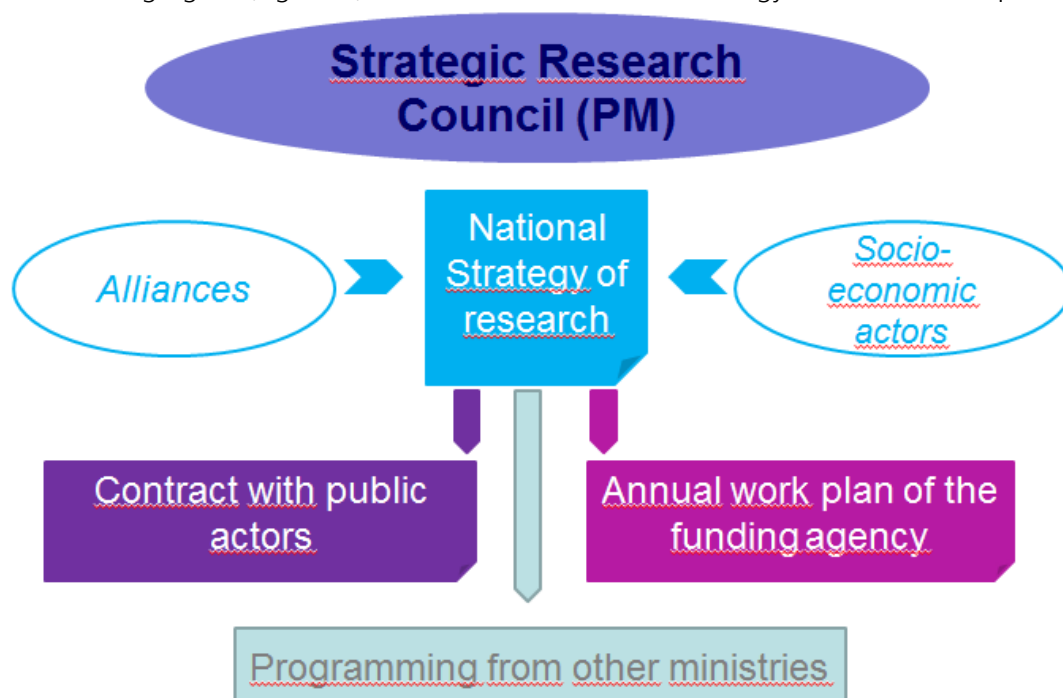 Strategic Research
Council (PM)
National
Strategy of
research
Alliances
Socio-
economic
actors
Contract with public
actors
Annual work plan of the
funding agency
Programming from other ministries